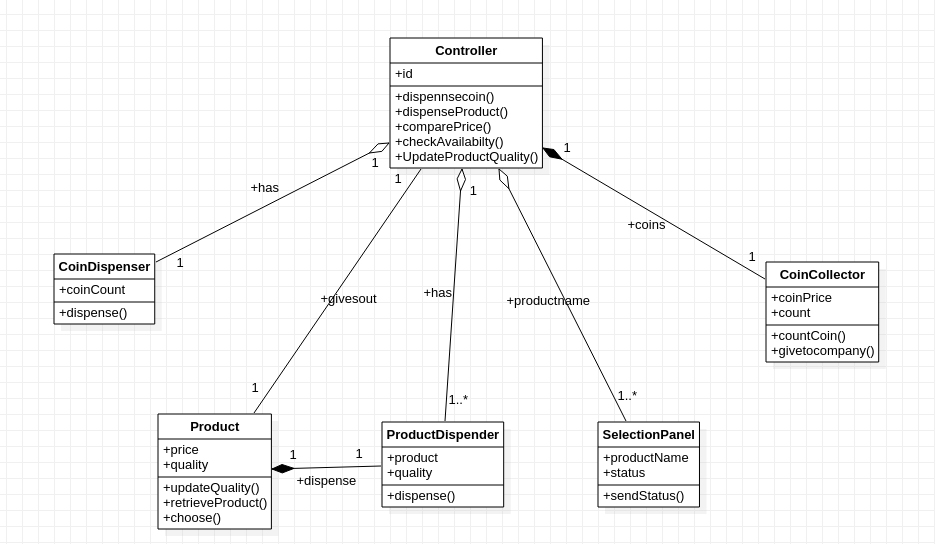 Controller
+id
+dispennsecoin()
+dispenseProduct()
+comparePrice()
+checkAvailabilty()
+UpdateProductQuality()
1
1
1
1
+has
+coins
1
1
CoinDispenser
+coinCount
+dispense()
CoinCollector
+coinPrice
+count
+countCoin()
+givetocompany()
+givesout
+has
+productname
1
1..*
1..*
Product
+price
+quality
+updateQuality()
+retrieveProduct()
+choose()
1
1
+dispense
ProductDispender
+product
+quality
+dispense()
SelectionPanel
+productName
+status
+sendStatus()